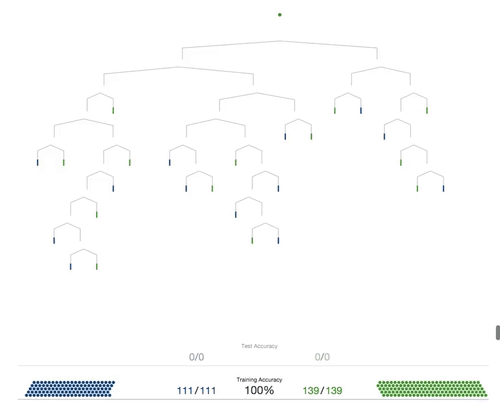 Test Accuracy
0/0 0/0
Training Accuracy
111/111 100% 139/139